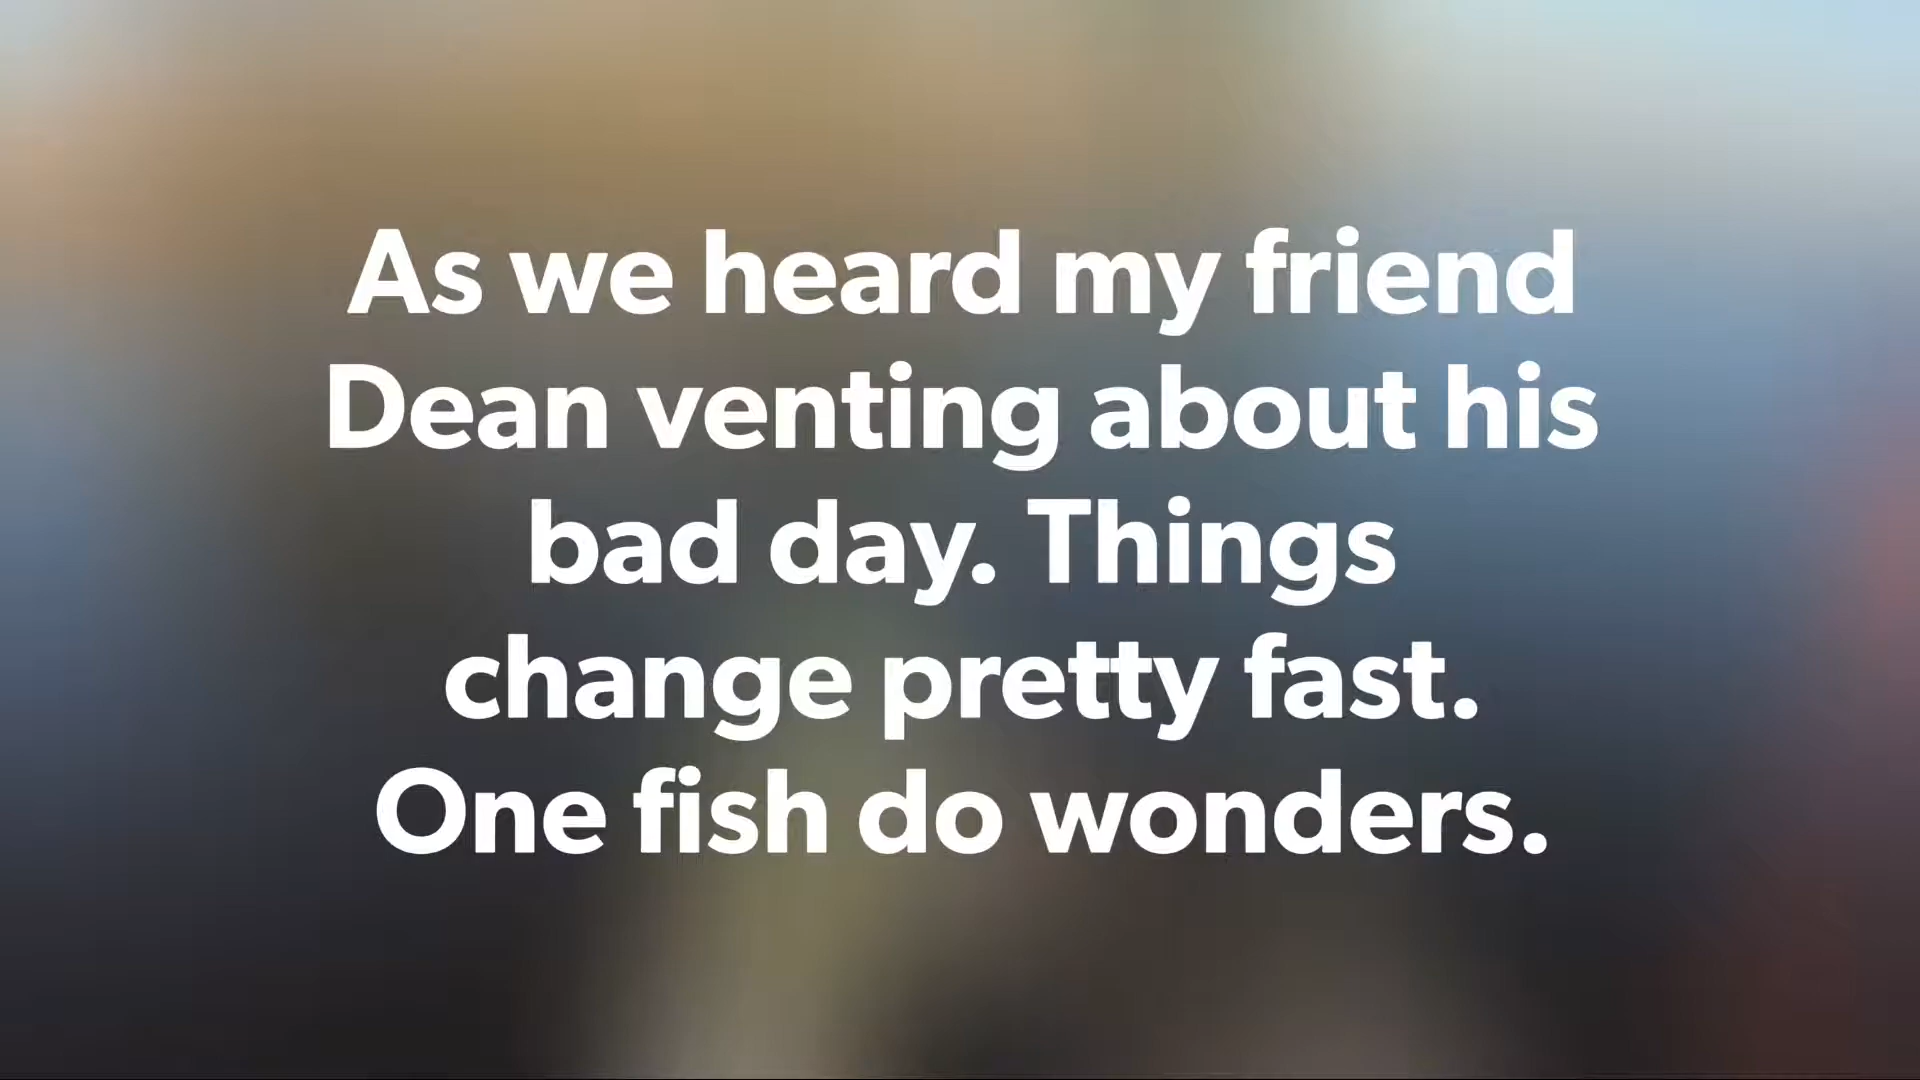 As we heard my friend
Dean venting about his
bad day. Things
change pretty fast.
One fish do wonders.